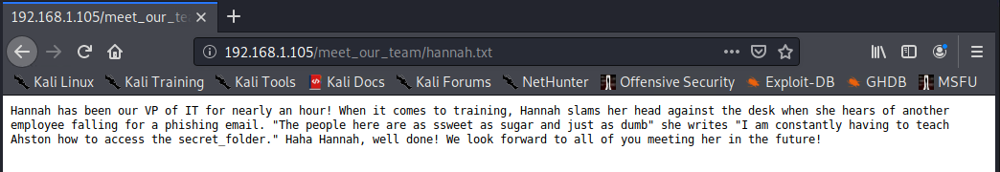 192.168.1.105/meet_our_te
192.168.1.105/meet_our_team/hannah.txt
Kali Linux Kali Training Kali Tools Kali Docs Kali Forums NetHunter Offensive Security Exploit-DB GHDB MSFU
Hannah has been our VP of IT for nearly an hour! When it comes to training, Hannah slams her head against the desk when she hears of another
employee falling for a phishing email. "The people here are as ssweet as sugar and just as dumb" she writes "I am constantly having to teach
Ahston how to access the secret_folder." Haha Hannah, well done! We look forward to all of you meeting her in the future!